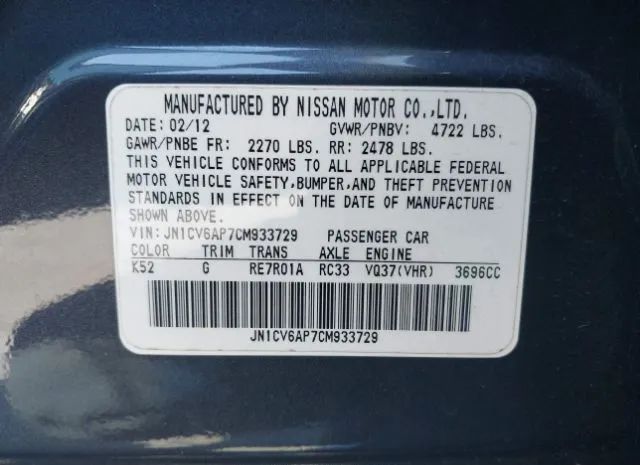 MANUFACTURED BY NISSAN MOTOR CO.,LTD.
DATE: 02/12 GVWR/PNBV: 4722 LBS.
GAWR/PNBE FR: 2270 LBS. RR: 2478 LBS.
THIS VEHICLE CONFORMS TO ALL APPLICABLE FEDERAL
MOTOR VEHICLE SAFETY,BUMPER,AND THEFT PREVENTION
STANDARDS IN EFFECT ON THE DATE OF MANUFACTURE
SHOWN ABOVE.
VIN:JN1CV6AP7CM933729 PASSENGER CAR
COLOR TRIM TRANS AXLE ENGINE
K52 G RE7R01A RC33 VQ37(VHR) 3696CC
JN1CV6AP7CM933729